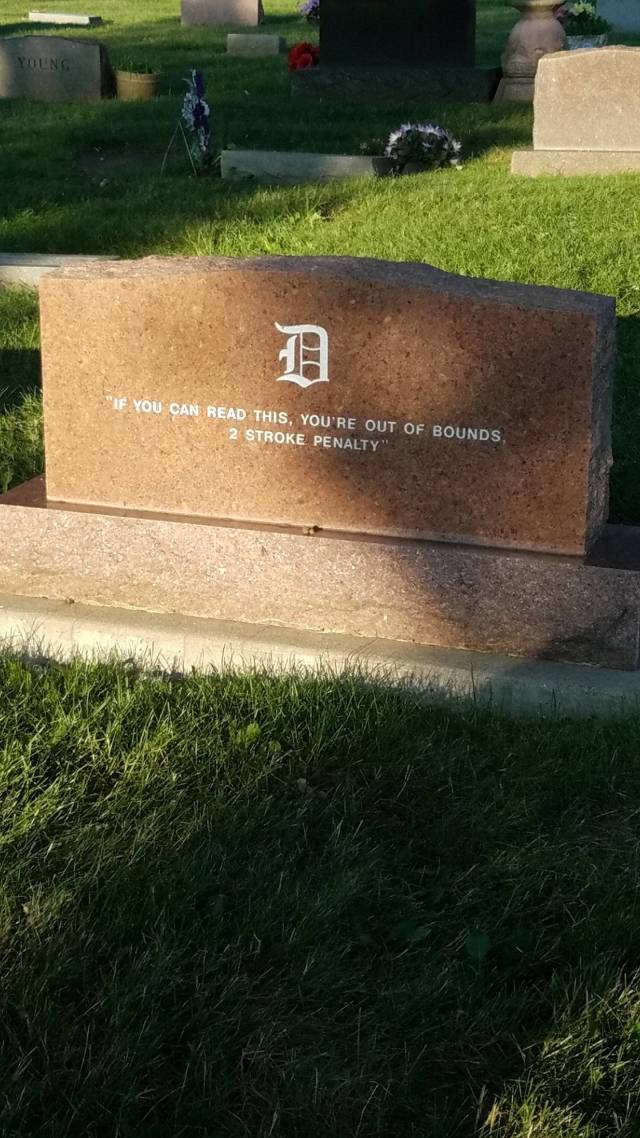 YOUNG
D
"IF YOU CAN READ THIS, YOU'RE OUT OF BOUNDS,
2 STROKE PENALTY"